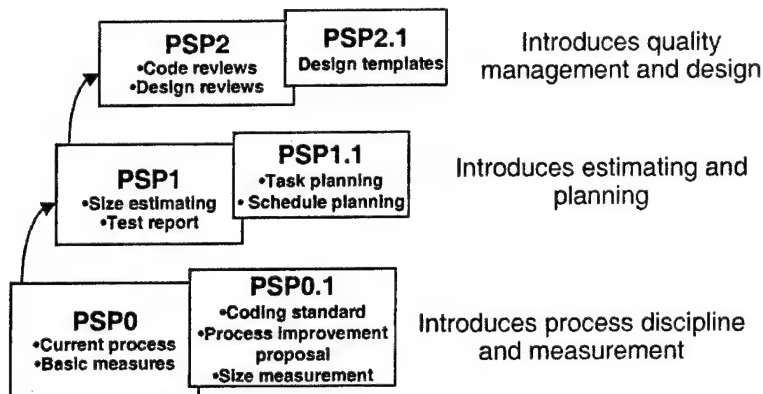 PSP2
•Code reviews
•Design reviews
PSP2.1
Design templates
Introduces quality
management and design
PSP1
•Size estimating
•Test report
PSP1.1
•Task planning
• Schedule planning
Introduces estimating and
planning
PSP0
•Current process
•Basic measures
PSP0.1
•Coding standard
•Process improvement
proposal
•Size measurement
Introduces process discipline
and measurement